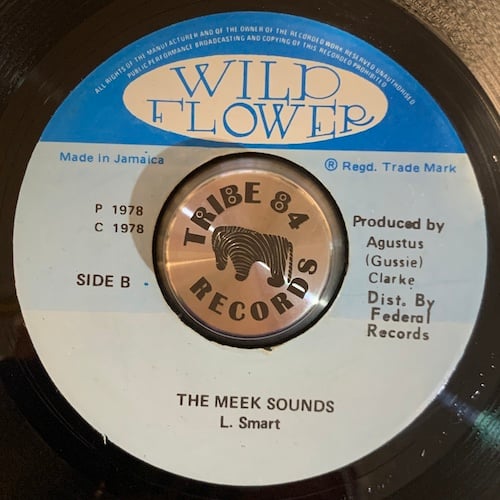 ALL RIGHTS OF THE MANUFACTURER AND OF THE OWNER OF THE RECORDED WORK RESERVED UNAUTHORISED
PUBLIC PERFORMANCE BROADCASTING AND COPYING OF THIS RECORDED PROHIBITED
WILD
FLOWER
Made in Jamaica
® Regd. Trade Mark
P 1978
C 1978
SIDE B
TRIBE 84
RECORDS
Produced by
Agustus
(Gussie)
Clarke
Dist. By
Federal
Records
THE MEEK SOUNDS
L. Smart